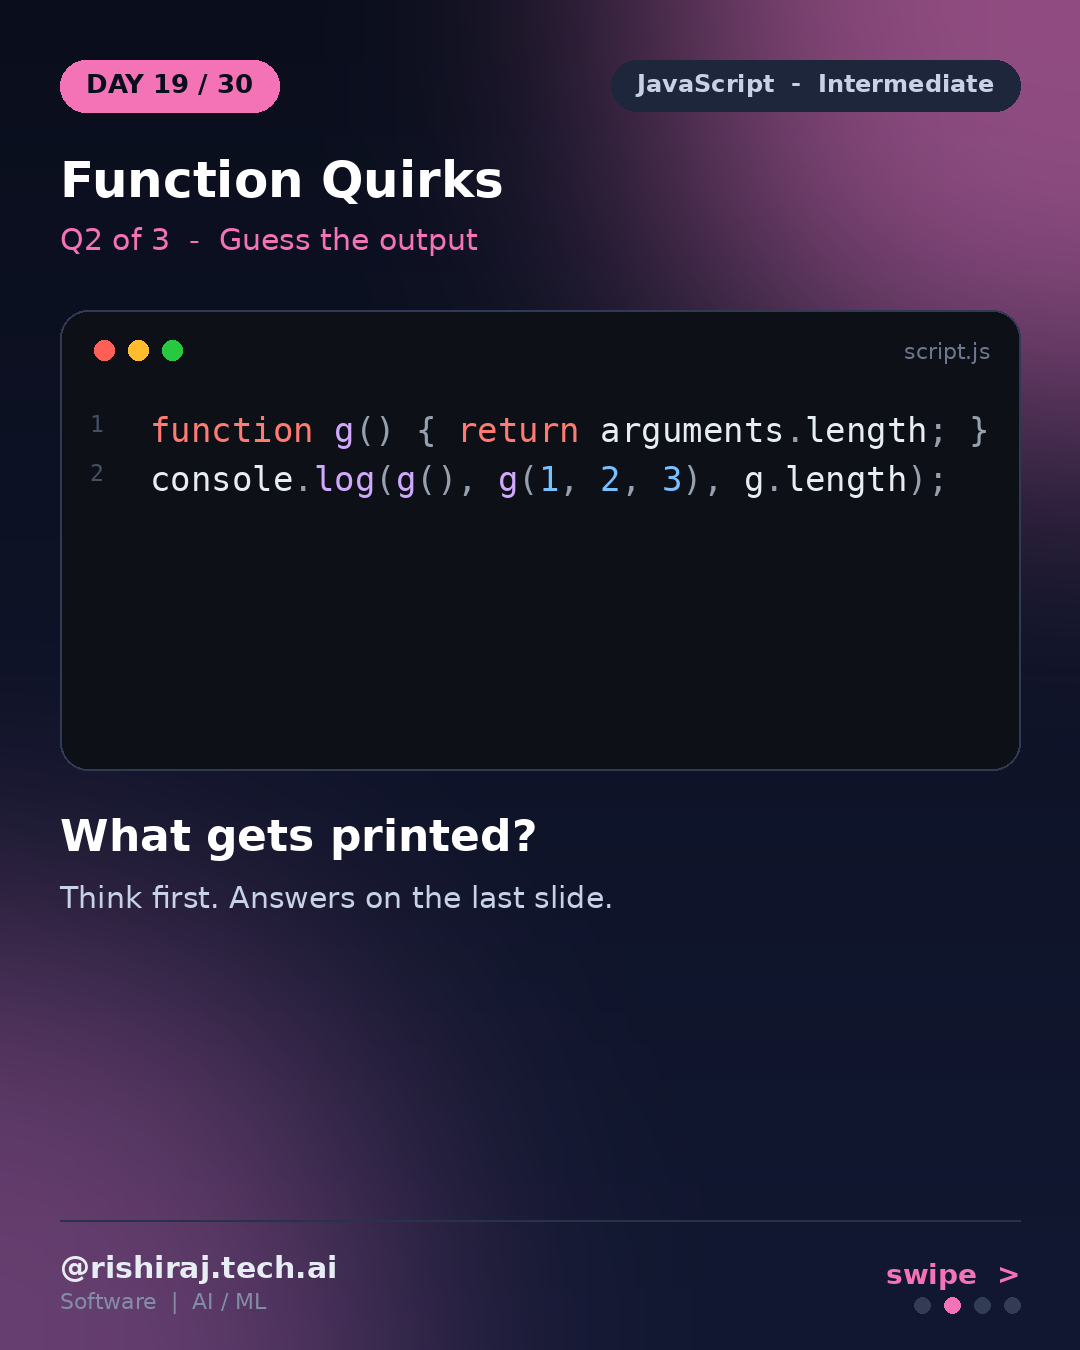 DAY 19 / 30
JavaScript - Intermediate
Function Quirks
Q2 of 3 - Guess the output
script.js
1 function g() { return arguments.length; }
2 console.log(g(), g(1, 2, 3), g.length);
What gets printed?
Think first. Answers on the last slide.
@rishiraj.tech.ai
Software | AI / ML
swipe >